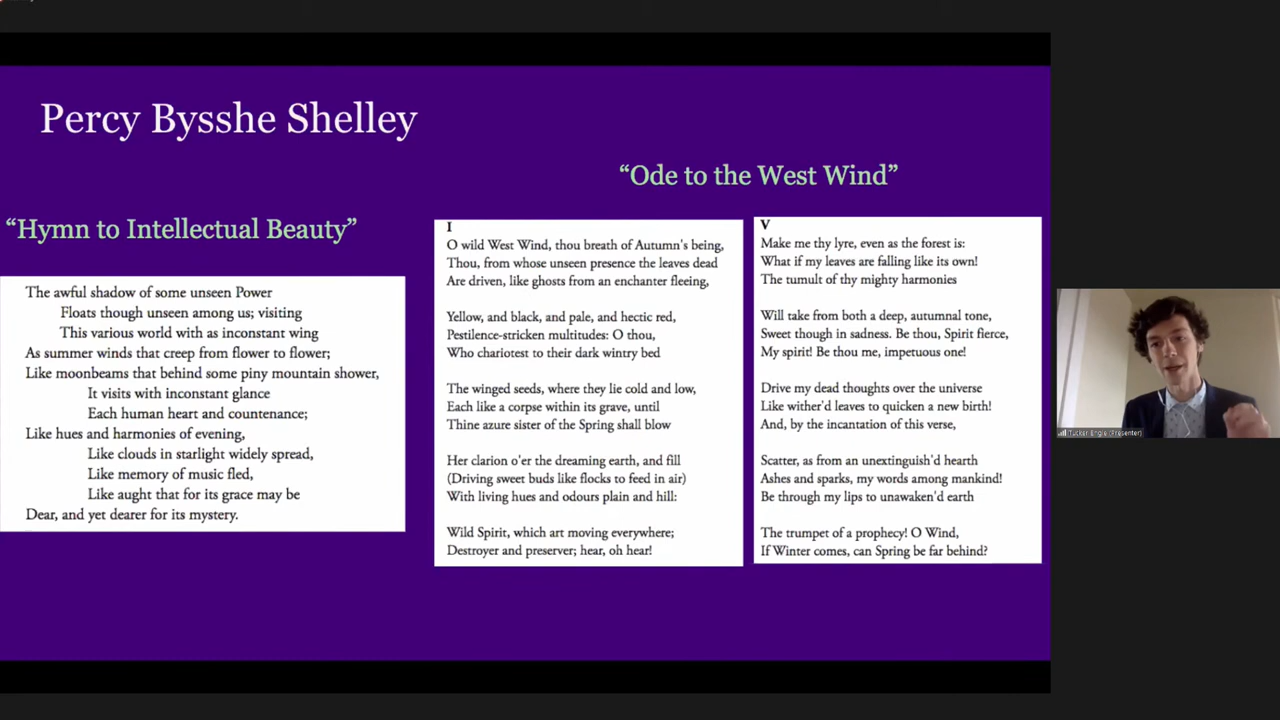 Percy Bysshe Shelley
“Hymn to Intellectual Beauty”
The awful shadow of some unseen Power
Floats though unseen among us; visiting
This various world with as inconstant wing
As summer winds that creep from flower to flower;
Like moonbeams that behind some piny mountain shower,
It visits with inconstant glance
Each human heart and countenance;
Like hues and harmonies of evening,
Like clouds in starlight widely spread,
Like memory of music fled,
Like aught that for its grace may be
Dear, and yet dearer for its mystery.
“Ode to the West Wind”
I
O wild West Wind, thou breath of Autumn's being,
Thou, from whose unseen presence the leaves dead
Are driven, like ghosts from an enchanter fleeing,
Yellow, and black, and pale, and hectic red,
Pestilence-stricken multitudes: O thou,
Who chariotest to their dark wintry bed
The winged seeds, where they lie cold and low,
Each like a corpse within its grave, until
Thine azure sister of the Spring shall blow
Her clarion o'er the dreaming earth, and fill
(Driving sweet buds like flocks to feed in air)
With living hues and odours plain and hill:
Wild Spirit, which art moving everywhere;
Destroyer and preserver; hear, oh hear!
V
Make me thy lyre, even as the forest is:
What if my leaves are falling like its own!
The tumult of thy mighty harmonies
Will take from both a deep, autumnal tone,
Sweet though in sadness. Be thou, Spirit fierce,
My spirit! Be thou me, impetuous one!
Drive my dead thoughts over the universe
Like wither'd leaves to quicken a new birth!
And, by the incantation of this verse,
Scatter, as from an unextinguish'd hearth
Ashes and sparks, my words among mankind!
Be through my lips to unawaken'd earth
The trumpet of a prophecy! O Wind,
If Winter comes, can Spring be far behind?
Tucker Engle (Presenter)